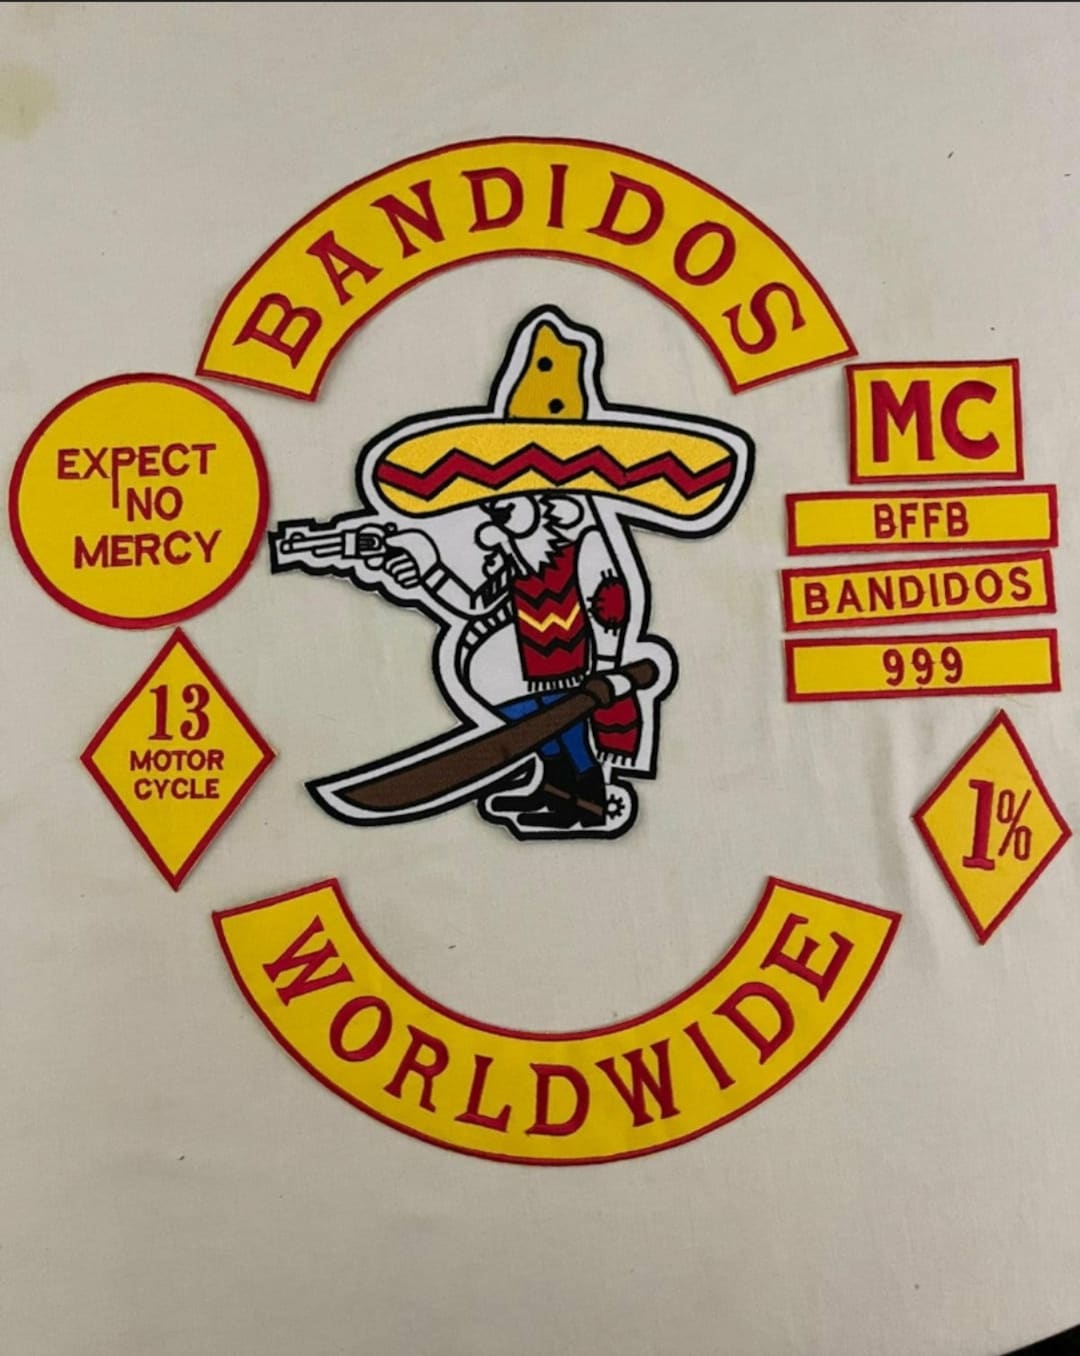 BANDIDOS
EXPECT
NO
MERCY
MC
BFFB
BANDIDOS
999
13
MOTOR
CYCLE
1%
WORLDWIDE